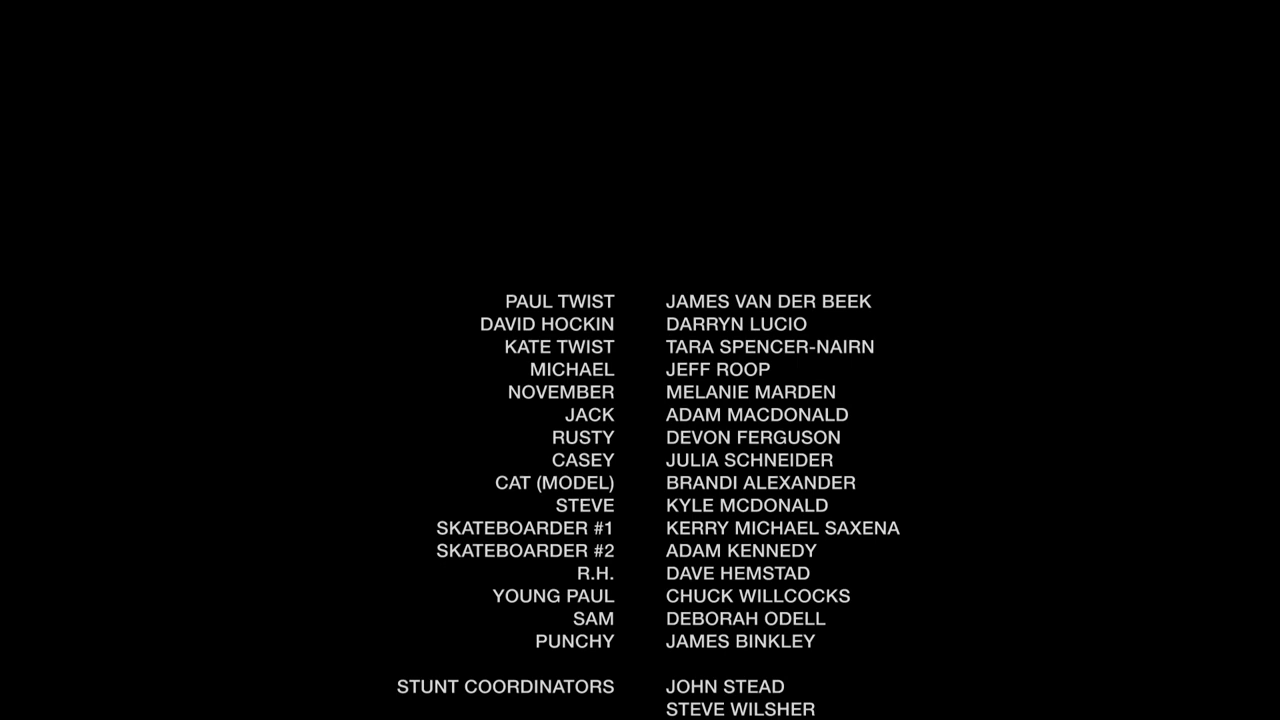 PAUL TWIST JAMES VAN DER BEEK
DAVID HOCKIN DARRYN LUCIO
KATE TWIST TARA SPENCER-NAIRN
MICHAEL JEFF ROOP
NOVEMBER MELANIE MARDEN
JACK ADAM MACDONALD
RUSTY DEVON FERGUSON
CASEY JULIA SCHNEIDER
CAT (MODEL) BRANDI ALEXANDER
STEVE KYLE MCDONALD
SKATEBOARDER #1 KERRY MICHAEL SAXENA
SKATEBOARDER #2 ADAM KENNEDY
R.H. DAVE HEMSTAD
YOUNG PAUL CHUCK WILLCOCKS
SAM DEBORAH ODELL
PUNCHY JAMES BINKLEY
STUNT COORDINATORS JOHN STEAD
STEVE WILSHER